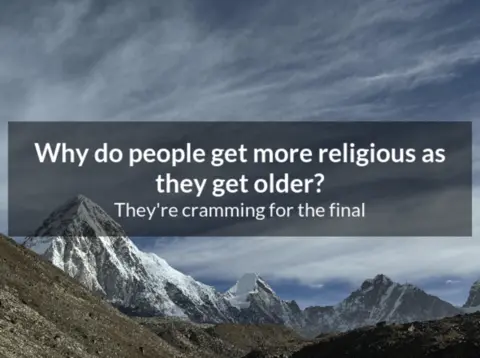 Why do people get more religious as
they get older?
They're cramming for the final